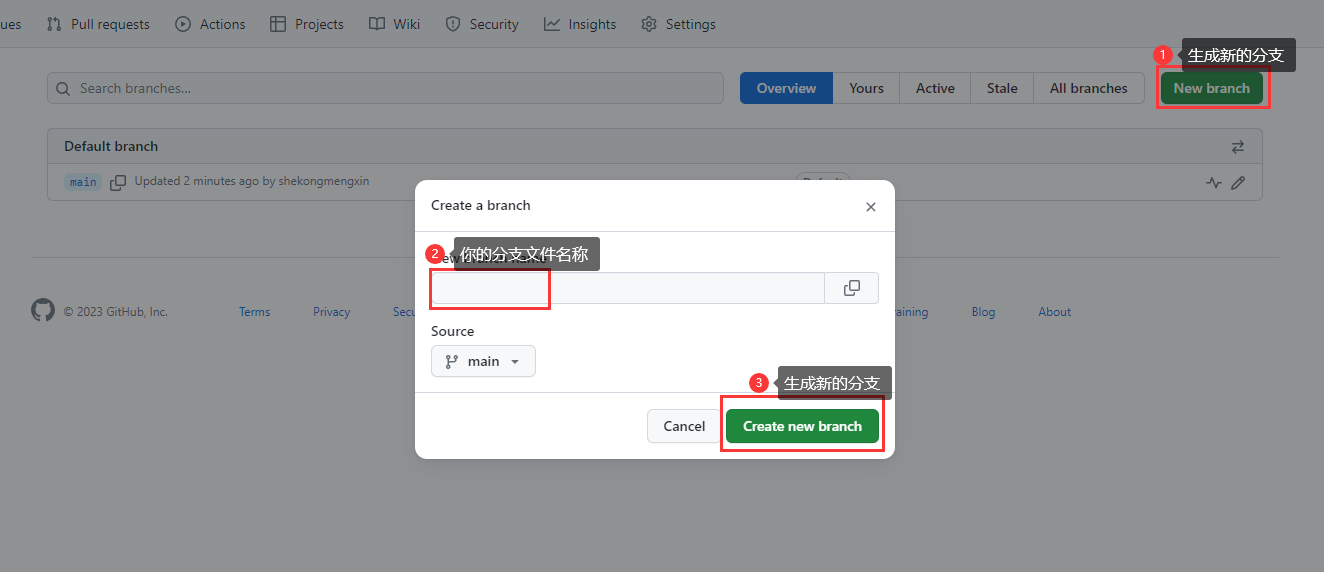 ues Pull requests Actions Projects Wiki Security Insights Settings
1 生成新的分支
Search branches... Overview Yours Active Stale All branches New branch
Default branch
main Updated 2 minutes ago by shekongmengxin Default
Create a branch
2 你的分支文件名称
Source
main
3 生成新的分支
Cancel Create new branch
© 2023 GitHub, Inc. Terms Privacy Secu raining Blog About